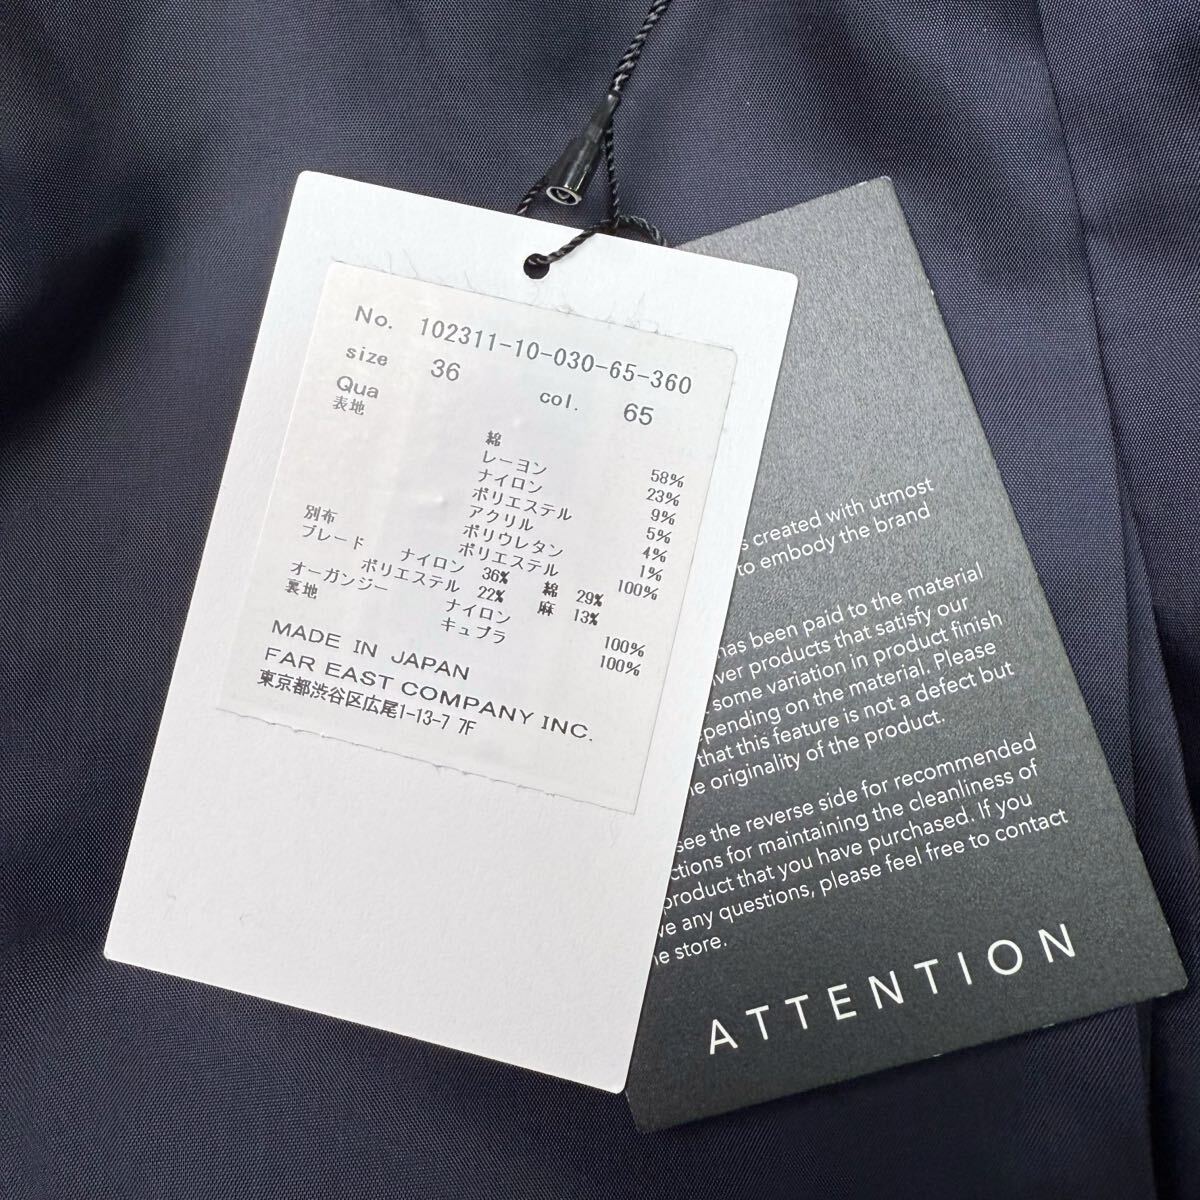 No. 102311-10-030-65-360
size 36 col. 65
Qua
表地
綿 58%
レーヨン 23%
ナイロン 9%
ポリエステル 5%
アクリル 4%
ポリウレタン 1%
別布 ポリエステル 100%
ブレード ナイロン 36% 綿 29%
ポリエステル 22% 麻 13%
オーガンジー ナイロン 100%
裏地 キュプラ 100%
MADE IN JAPAN
FAR EAST COMPANY INC.
東京都渋谷区広尾1-13-7 7F
s created with utmost
to embody the brand
has been paid to the material
ver products that satisfy our
some variation in product finish
pending on the material. Please
that this feature is not a defect but
e originality of the product.
see the reverse side for recommended
ctions for maintaining the cleanliness of
product that you have purchased. If you
ve any questions, please feel free to contact
e store.
ATTENTION